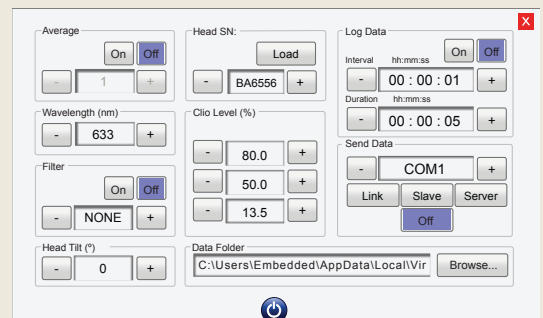 Average
On Off
- 1 +
Wavelength (nm)
- 633 +
Filter
On Off
- NONE +
Head Tilt (º)
- 0 +
Head SN:
Load
- BA6556 +
Clio Level (%)
- 80.0 +
- 50.0 +
- 13.5 +
Log Data
On Off
Interval hh:mm:ss
- 00 : 00 : 01 +
Duration hh:mm:ss
- 00 : 00 : 05 +
Send Data
- COM1 +
Link Slave Server
Off
Data Folder
C:\Users\Embedded\AppData\Local\Vir Browse...
X